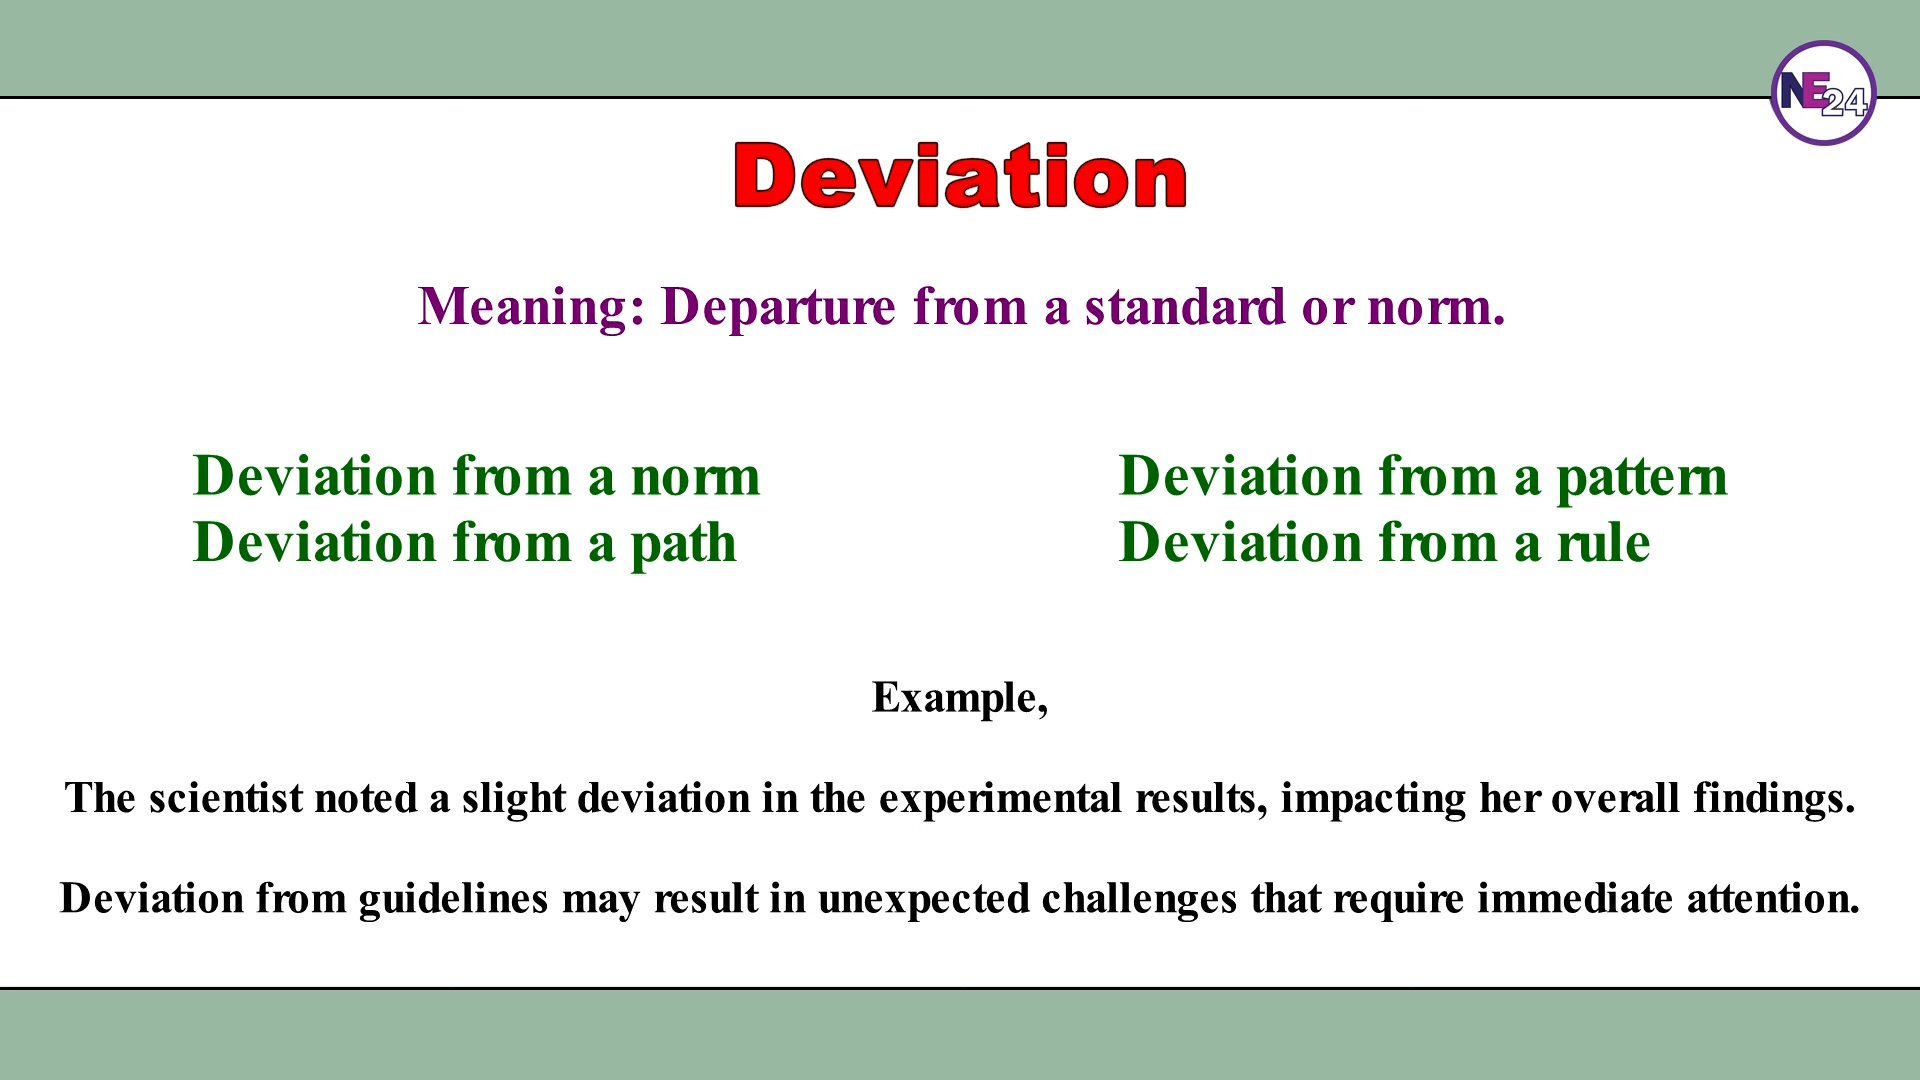 NE24
Deviation
Meaning: Departure from a standard or norm.
Deviation from a norm
Deviation from a path
Deviation from a pattern
Deviation from a rule
Example,
The scientist noted a slight deviation in the experimental results, impacting her overall findings.
Deviation from guidelines may result in unexpected challenges that require immediate attention.